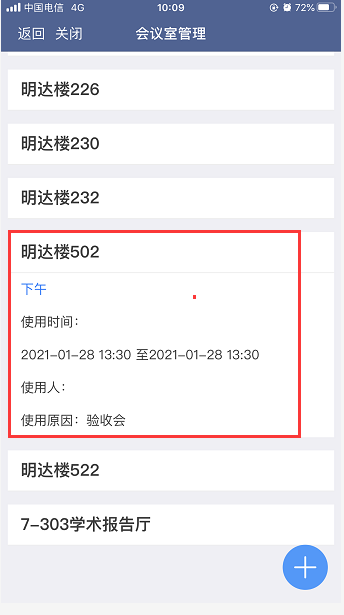 中国电信 4G 10:09 72%
返回 关闭 会议室管理
明达楼226
明达楼230
明达楼232
明达楼502
下午
使用时间：
2021-01-28 13:30 至2021-01-28 13:30
使用人：
使用原因：验收会
明达楼522
7-303学术报告厅